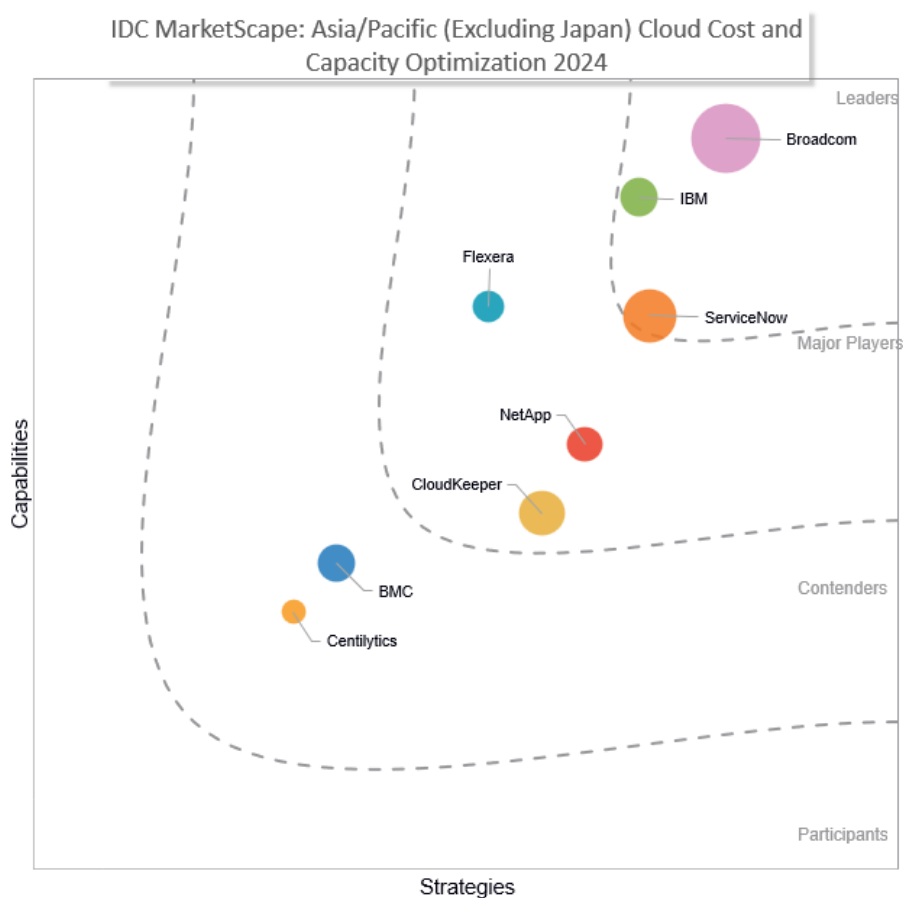 IDC MarketScape: Asia/Pacific (Excluding Japan) Cloud Cost and
Capacity Optimization 2024
Leaders
Broadcom
IBM
Flexera
ServiceNow
Major Players
NetApp
CloudKeeper
Capabilities
BMC
Contenders
Centilytics
Participants
Strategies